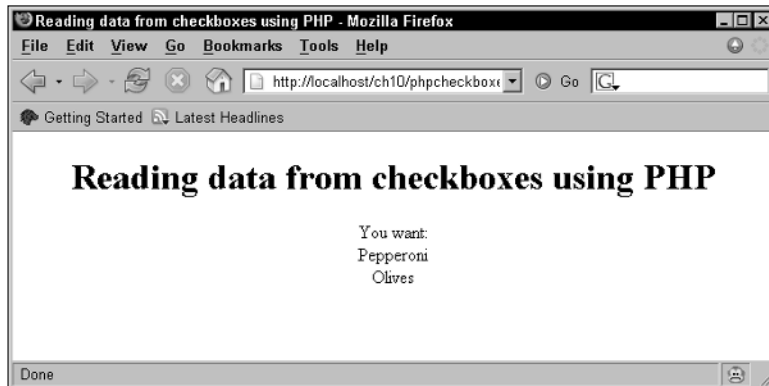 Reading data from checkboxes using PHP - Mozilla Firefox
File Edit View Go Bookmarks Tools Help
http://localhost/ch10/phpcheckboxe Go G
Getting Started Latest Headlines
Reading data from checkboxes using PHP
You want:
Pepperoni
Olives
Done